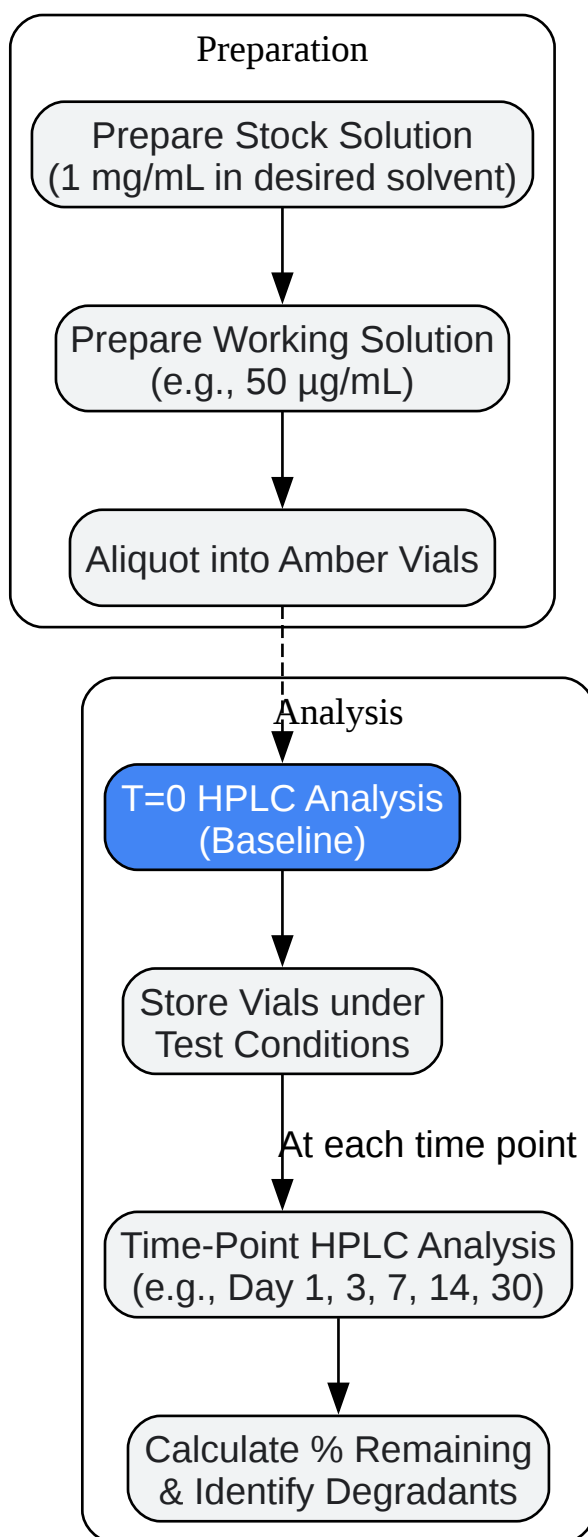 Preparation
Prepare Stock Solution
(1 mg/mL in desired solvent)
Prepare Working Solution
(e.g., 50 µg/mL)
Aliquot into Amber Vials
Analysis
T=0 HPLC Analysis
(Baseline)
Store Vials under
Test Conditions
At each time point
Time-Point HPLC Analysis
(e.g., Day 1, 3, 7, 14, 30)
Calculate % Remaining
& Identify Degradants